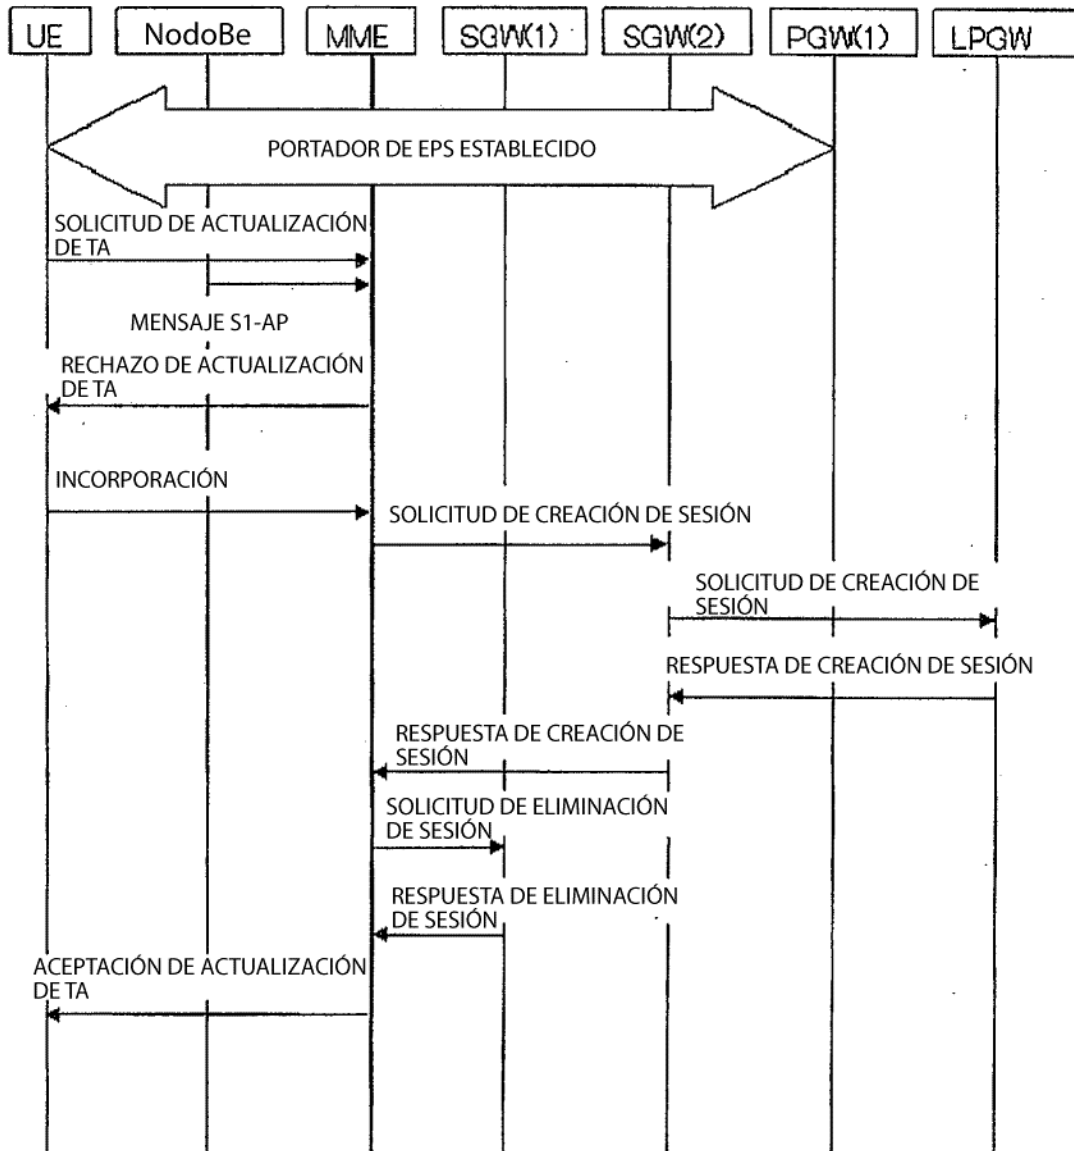 UE NodoBe MME SGW(1) SGW(2) PGW(1) LPGW
PORTADOR DE EPS ESTABLECIDO
SOLICITUD DE ACTUALIZACIÓN
DE TA
MENSAJE S1-AP
RECHAZO DE ACTUALIZACIÓN
DE TA
INCORPORACIÓN
SOLICITUD DE CREACIÓN DE SESIÓN
SOLICITUD DE CREACIÓN DE
SESIÓN
RESPUESTA DE CREACIÓN DE SESIÓN
RESPUESTA DE CREACIÓN DE
SESIÓN
SOLICITUD DE ELIMINACIÓN
DE SESIÓN
RESPUESTA DE ELIMINACIÓN
DE SESIÓN
ACEPTACIÓN DE ACTUALIZACIÓN
DE TA